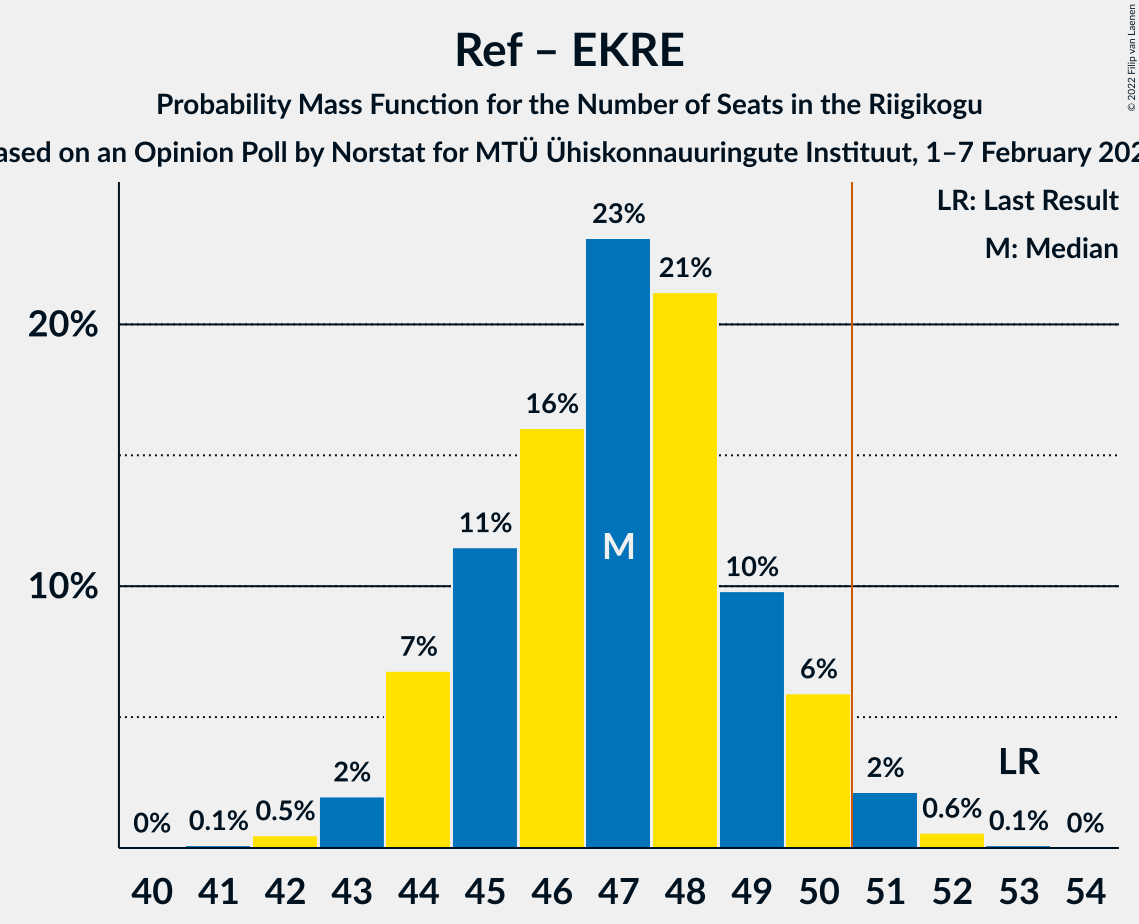 Ref – EKRE
Probability Mass Function for the Number of Seats in the Riigikogu
ased on an Opinion Poll by Norstat for MTÜ Ühiskonnauuringute Instituut, 1–7 February 202
© 2022 Filip van Laenen
LR: Last Result
M: Median
20%
10%
0%
0.1%
0.5%
2%
7%
11%
16%
23%
21%
10%
6%
2%
0.6%
0.1%
0%
M
LR
40 41 42 43 44 45 46 47 48 49 50 51 52 53 54